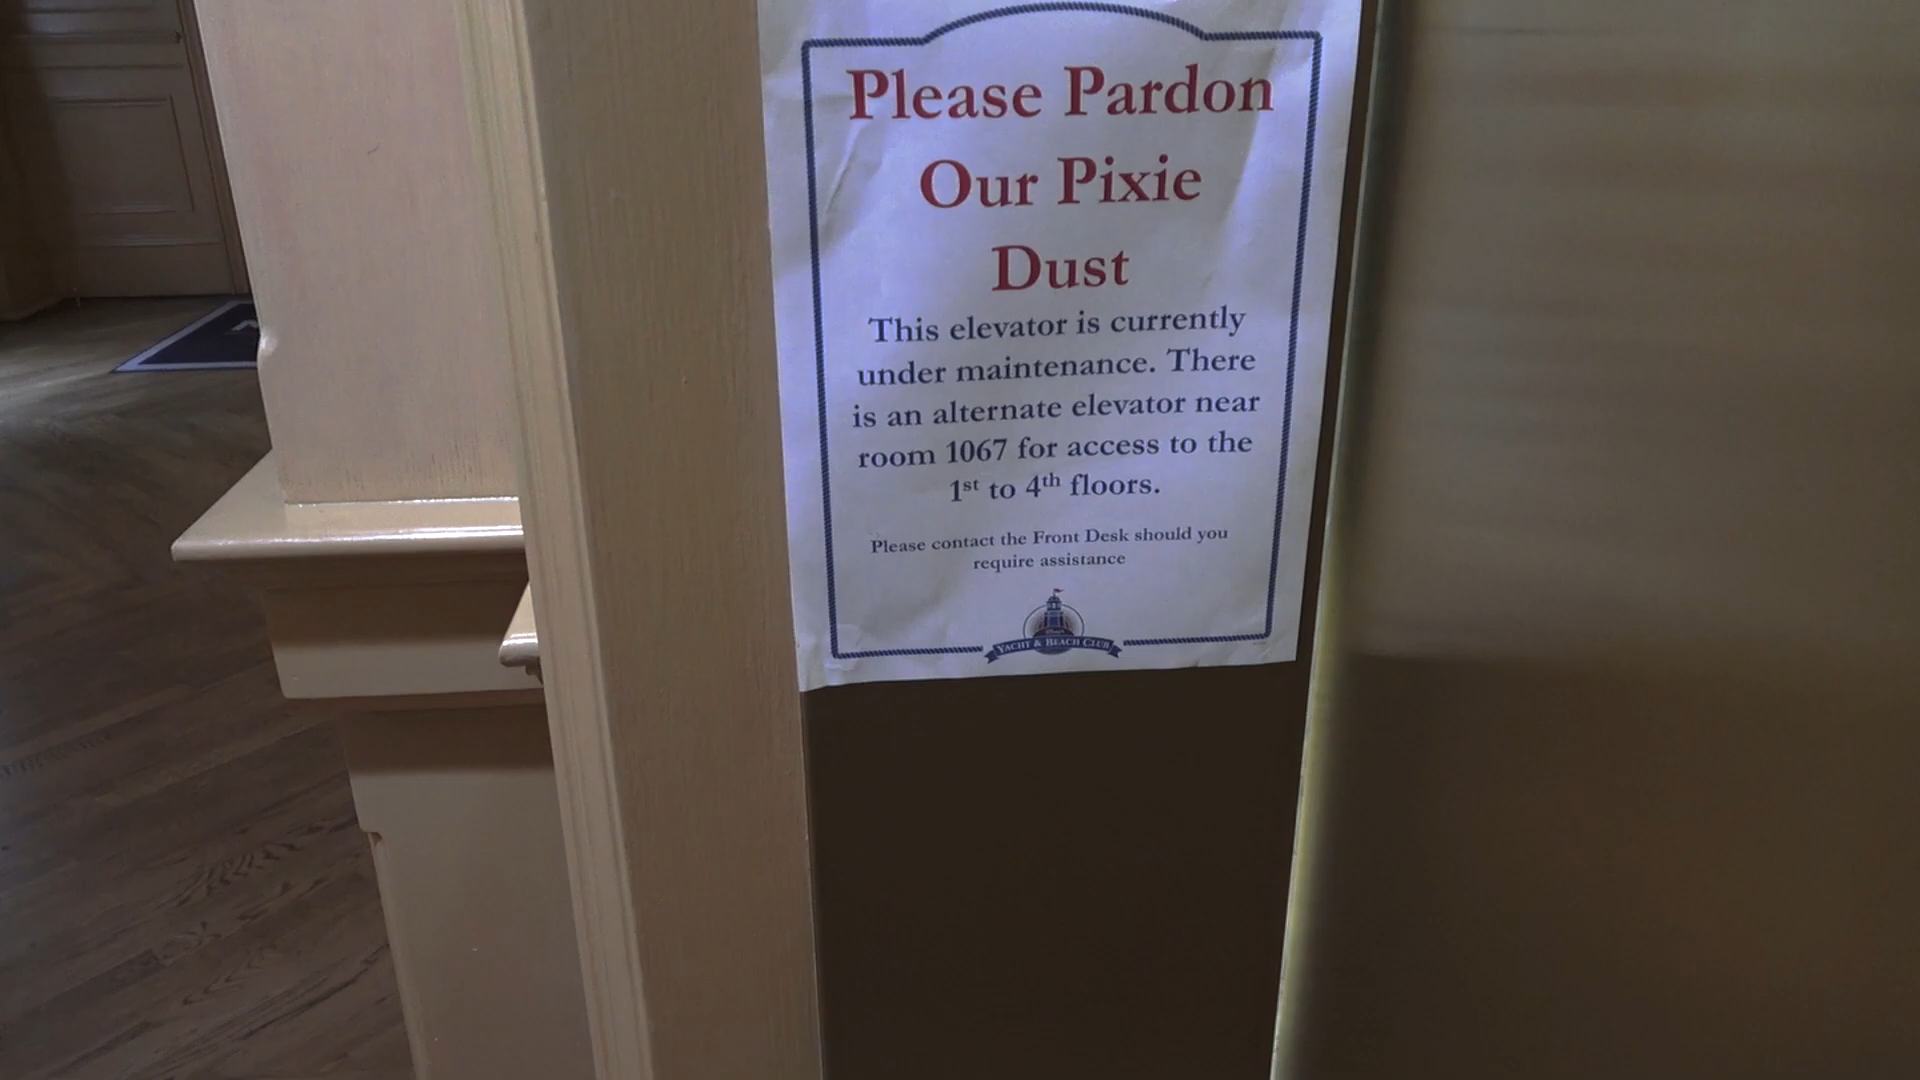 Please Pardon
Our Pixie
Dust
This elevator is currently
under maintenance. There
is an alternate elevator near
room 1067 for access to the
1st to 4th floors.
Please contact the Front Desk should you
require assistance
YACHT & BEACH CLUB